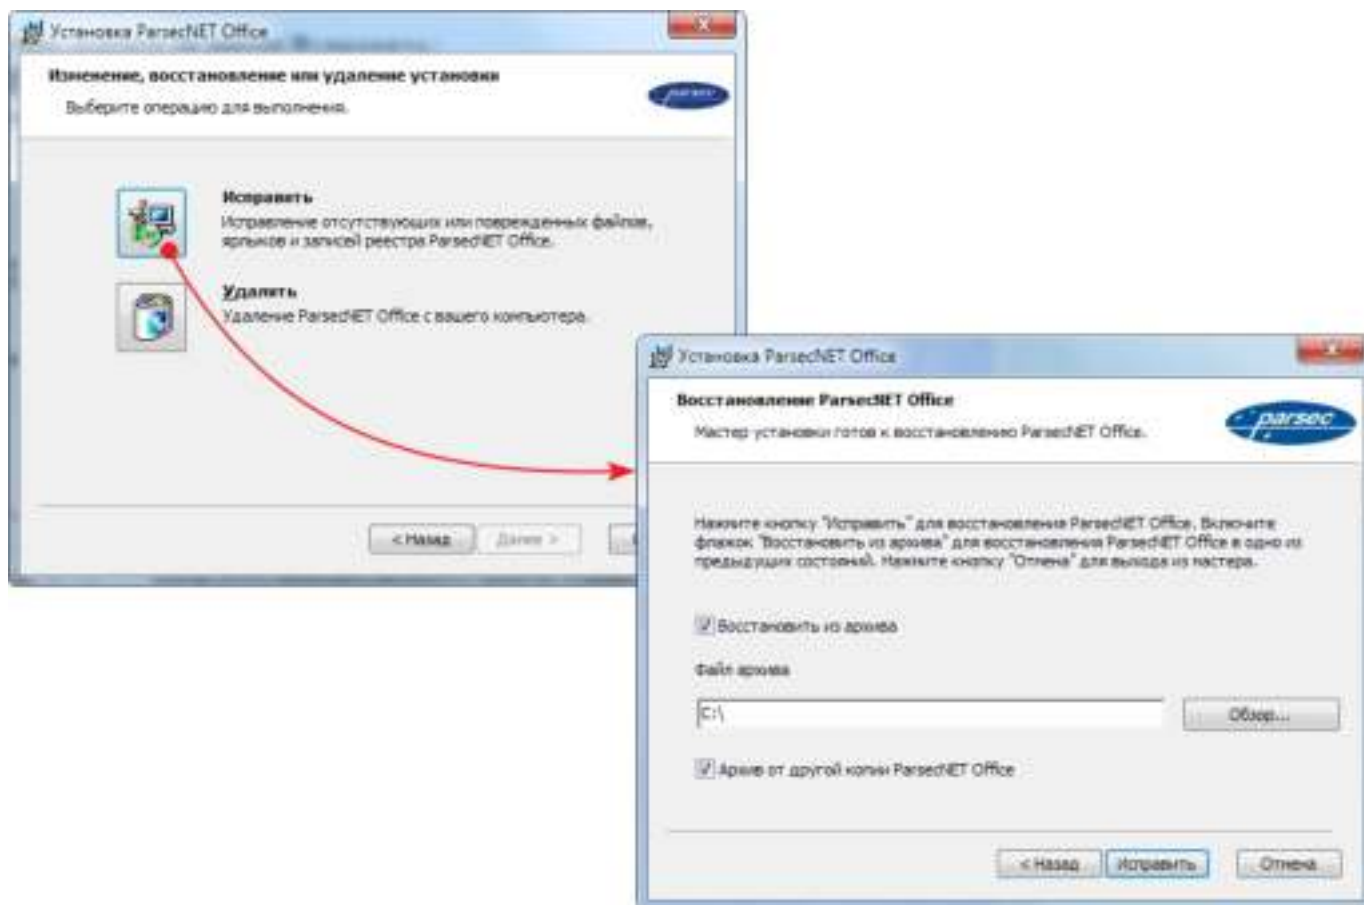 Установка ParsecNET Office
Изменение, восстановление или удаление установки
Выберите операцию для выполнения.
parsec
Исправить
Исправление отсутствующих или поврежденных файлов,
ярлыков и записей реестра ParsecNET Office.
Удалить
Удаление ParsecNET Office с вашего компьютера.
< Назад
Далее >
Установка ParsecNET Office
Восстановление ParsecNET Office
Мастер установки готов к восстановлению ParsecNET Office.
parsec
Нажмите кнопку "Исправить" для восстановления ParsecNET Office. Включите
флажок "Восстановить из архива" для восстановления ParsecNET Office в одно из
предыдущих состояний. Нажмите кнопку "Отмена" для выхода из мастера.
Восстановить из архива
Файл архива
C:\
Обзор...
Архив от другой копии ParsecNET Office
< Назад
Исправить
Отмена